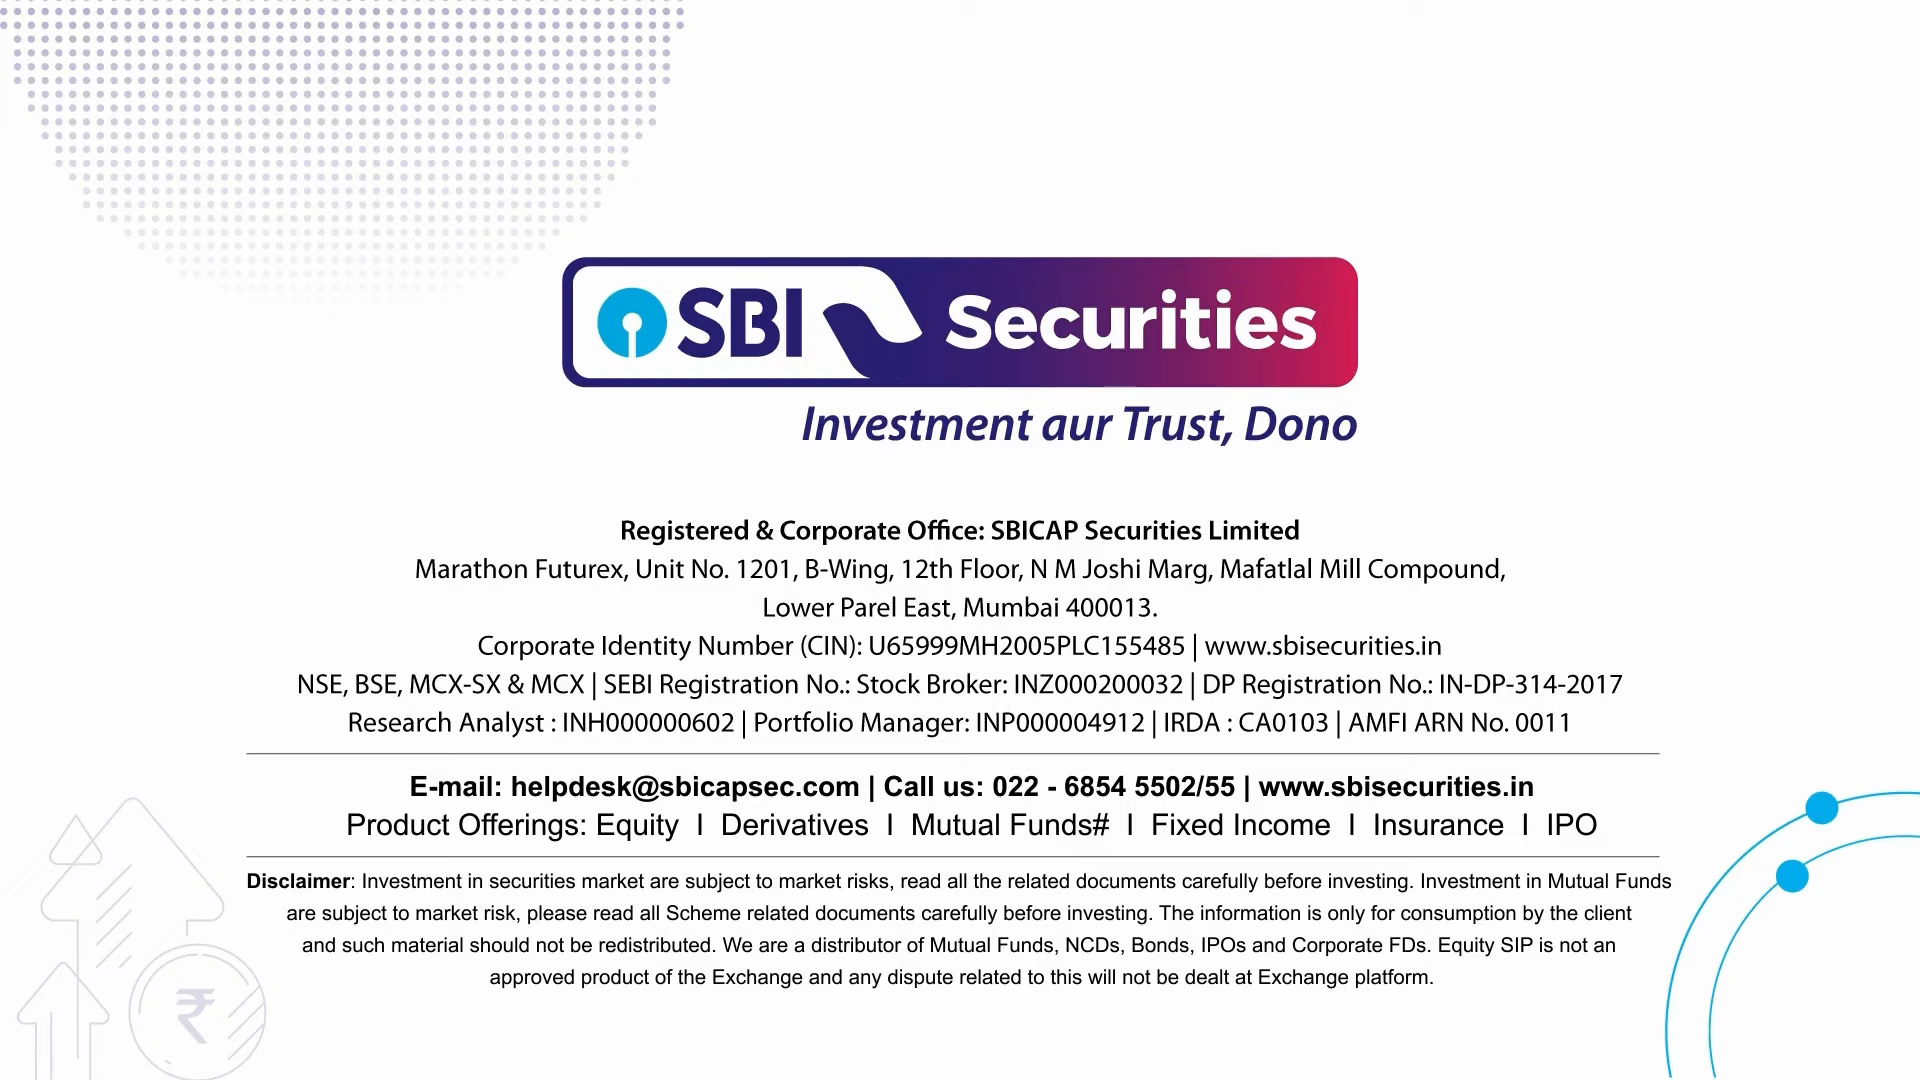 SBI Securities
Investment aur Trust, Dono
Registered & Corporate Office: SBICAP Securities Limited
Marathon Futurex, Unit No. 1201, B-Wing, 12th Floor, N M Joshi Marg, Mafatlal Mill Compound,
Lower Parel East, Mumbai 400013.
Corporate Identity Number (CIN): U65999MH2005PLC155485 | www.sbisecurities.in
NSE, BSE, MCX-SX & MCX | SEBI Registration No.: Stock Broker: INZ000200032 | DP Registration No.: IN-DP-314-2017
Research Analyst : INH000000602 | Portfolio Manager: INP000004912 | IRDA : CA0103 | AMFI ARN No. 0011
E-mail: helpdesk@sbicapsec.com | Call us: 022 - 6854 5502/55 | www.sbisecurities.in
Product Offerings: Equity I Derivatives I Mutual Funds# I Fixed Income I Insurance I IPO
Disclaimer: Investment in securities market are subject to market risks, read all the related documents carefully before investing. Investment in Mutual Funds
are subject to market risk, please read all Scheme related documents carefully before investing. The information is only for consumption by the client
and such material should not be redistributed. We are a distributor of Mutual Funds, NCDs, Bonds, IPOs and Corporate FDs. Equity SIP is not an
approved product of the Exchange and any dispute related to this will not be dealt at Exchange platform.
₹